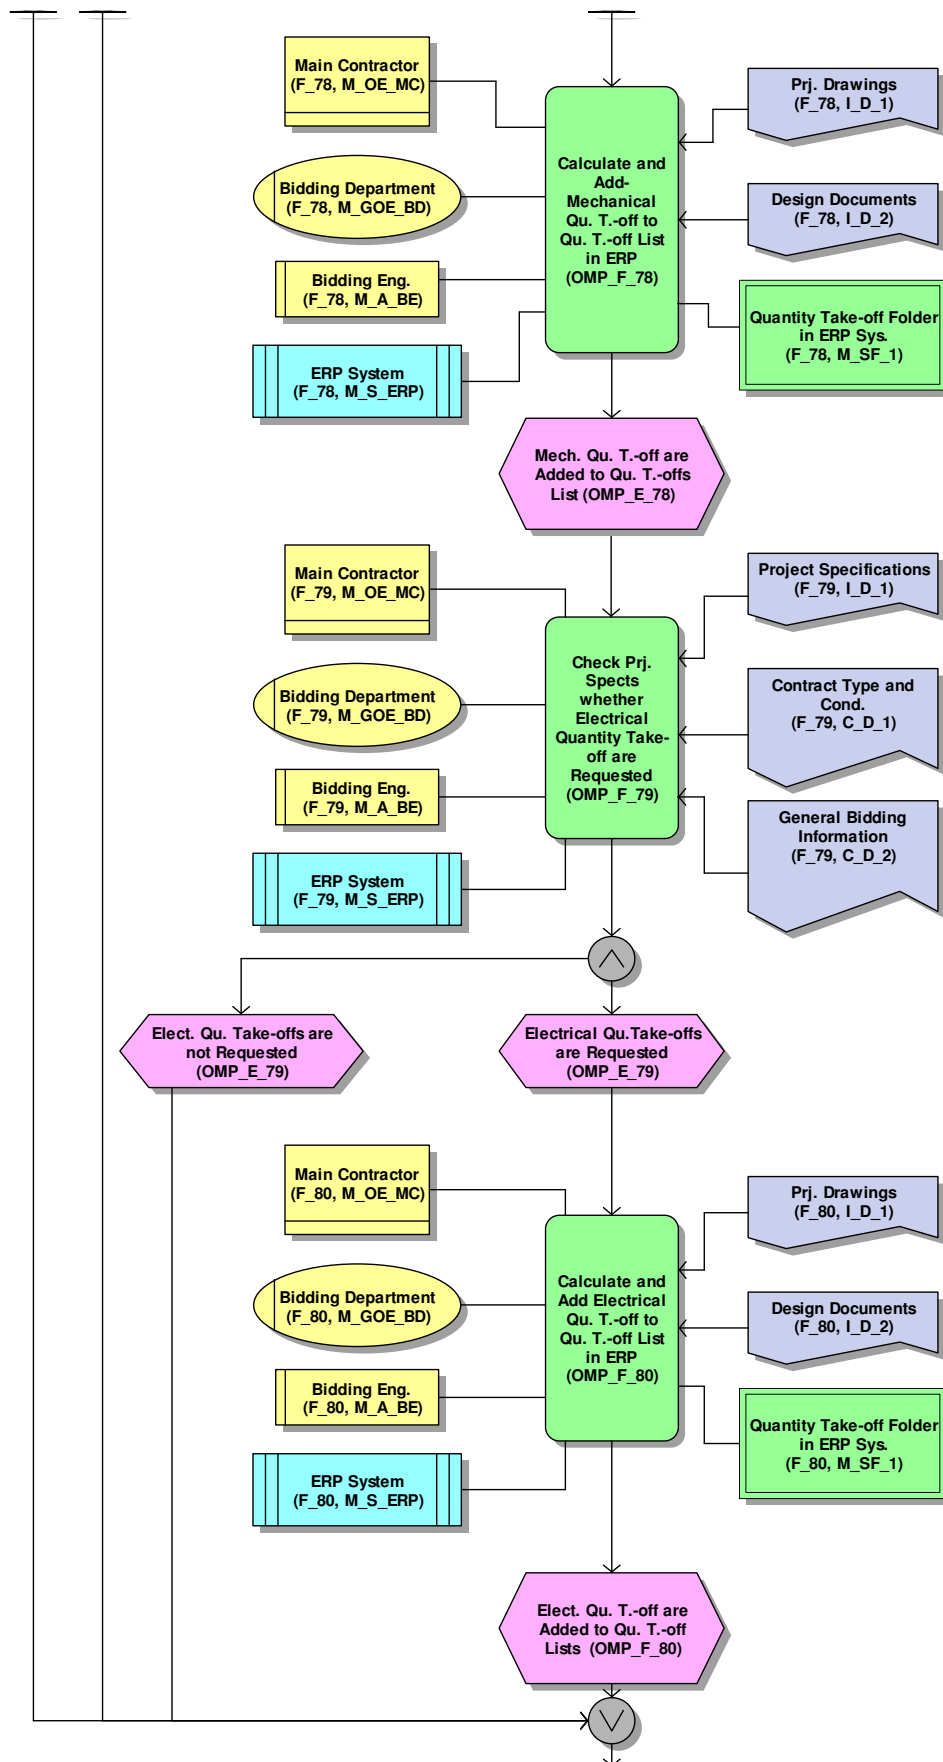 Main Contractor
(F_78, M_OE_MC)
Prj. Drawings
(F_78, I_D_1)
Calculate and
Add-
Mechanical
Qu. T.-off to
Qu. T.-off List
in ERP
(OMP_F_78)
Bidding Department
(F_78, M_GOE_BD)
Design Documents
(F_78, I_D_2)
Bidding Eng.
(F_78, M_A_BE)
Quantity Take-off Folder
in ERP Sys.
(F_78, M_SF_1)
ERP System
(F_78, M_S_ERP)
Mech. Qu. T.-off are
Added to Qu. T.-offs
List (OMP_E_78)
Main Contractor
(F_79, M_OE_MC)
Project Specifications
(F_79, I_D_1)
Check Prj.
Spects
whether
Electrical
Quantity Take-
off are
Requested
(OMP_F_79)
Bidding Department
(F_79, M_GOE_BD)
Contract Type and
Cond.
(F_79, C_D_1)
Bidding Eng.
(F_79, M_A_BE)
General Bidding
Information
(F_79, C_D_2)
ERP System
(F_79, M_S_ERP)
Elect. Qu. Take-offs are
not Requested
(OMP_E_79)
Electrical Qu.Take-offs
are Requested
(OMP_E_79)
Main Contractor
(F_80, M_OE_MC)
Prj. Drawings
(F_80, I_D_1)
Calculate and
Add Electrical
Qu. T.-off to
Qu. T.-off List
in ERP
(OMP_F_80)
Bidding Department
(F_80, M_GOE_BD)
Design Documents
(F_80, I_D_2)
Bidding Eng.
(F_80, M_A_BE)
Quantity Take-off Folder
in ERP Sys.
(F_80, M_SF_1)
ERP System
(F_80, M_S_ERP)
Elect. Qu. T.-off are
Added to Qu. T.-off
Lists (OMP_F_80)